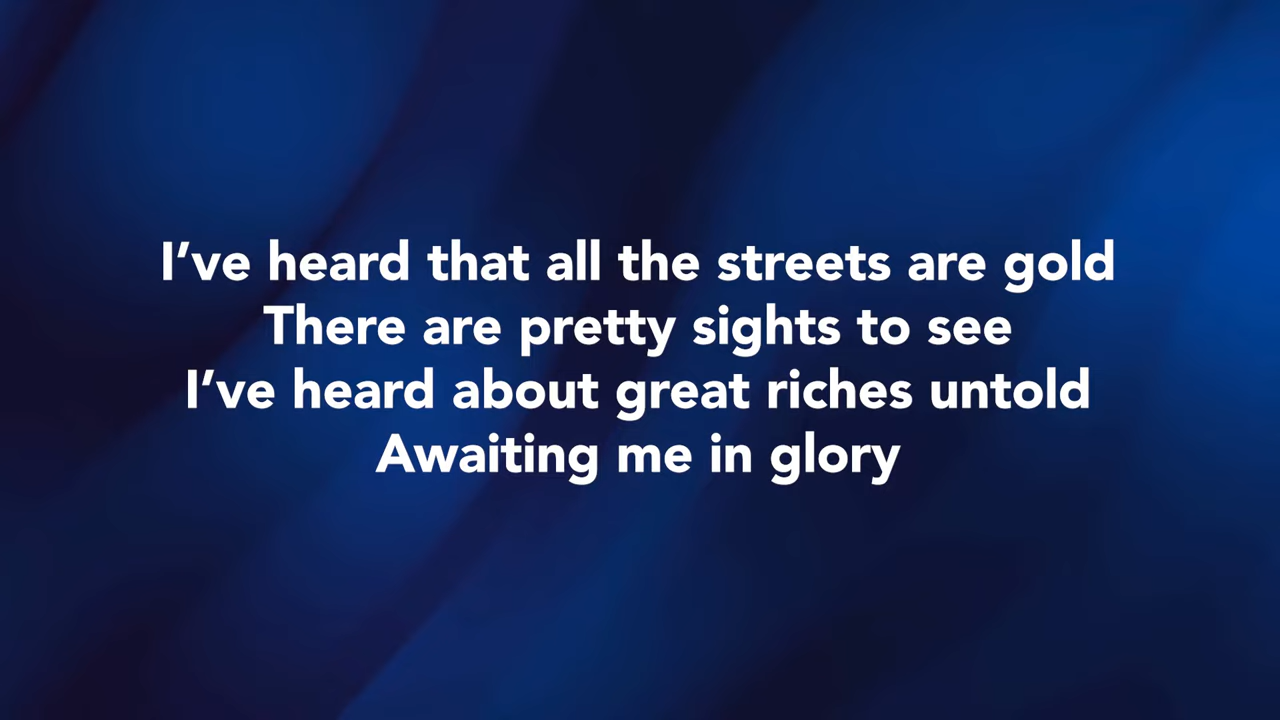 I’ve heard that all the streets are gold
There are pretty sights to see
I’ve heard about great riches untold
Awaiting me in glory